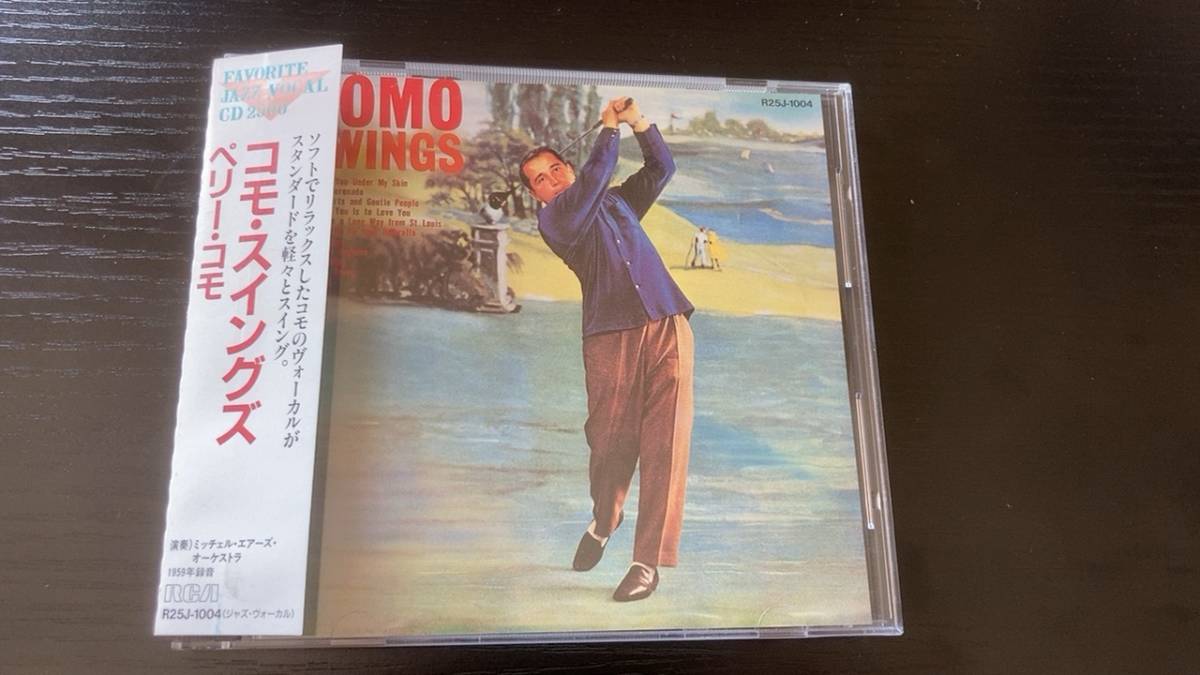 FAVORITE
JAZZ VOCAL
CD 2500
ソフトでリラックスしたコモのヴォーカルが
スタンダードを軽々とスイング。
コモ・スイングズ
ペリー・コモ
演奏)ミッチェル・エアーズ・
オーケストラ
1959年録音
RCA
R25J-1004(ジャズ・ヴォーカル)
OMO
WINGS
R25J-1004
You Under My Skin
erenade
rts and Gentle People
You is to Love You
a Long Way from St. Louis